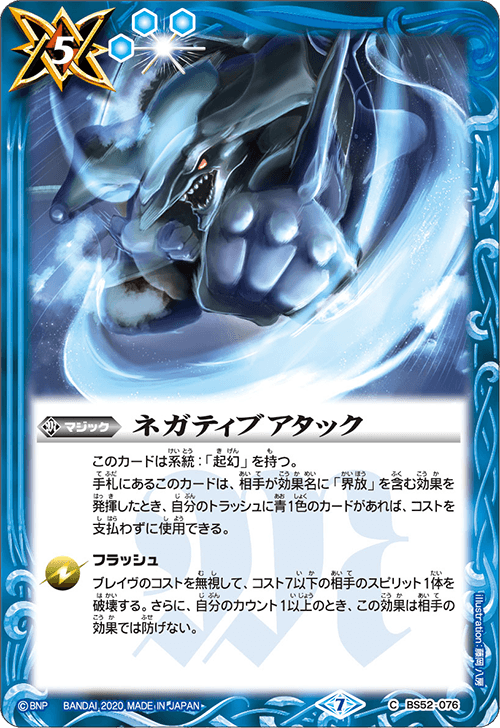 5
マジック
ネガティブアタック
このカードは系統:「起幻」を持つ。
手札にあるこのカードは、相手が効果名に「界放」を含む効果を
発揮したとき、自分のトラッシュに青1色のカードがあれば、コストを
支払わずに使用できる。
フラッシュ
ブレイヴのコストを無視して、コスト7以下の相手のスピリット1体を
破壊する。さらに、自分のカウント1以上のとき、この効果は相手の
効果では防げない。
illustration:藤岡 八房
©BNP BANDAI 2020 MADE IN JAPAN
7
C BS52-076